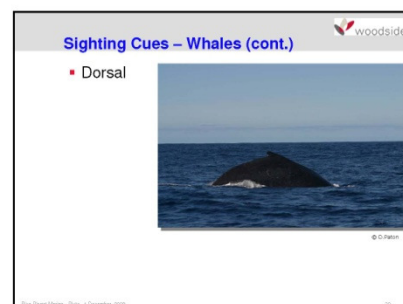 woodside
Sighting Cues – Whales (cont.)
▪ Dorsal
© D.Paton